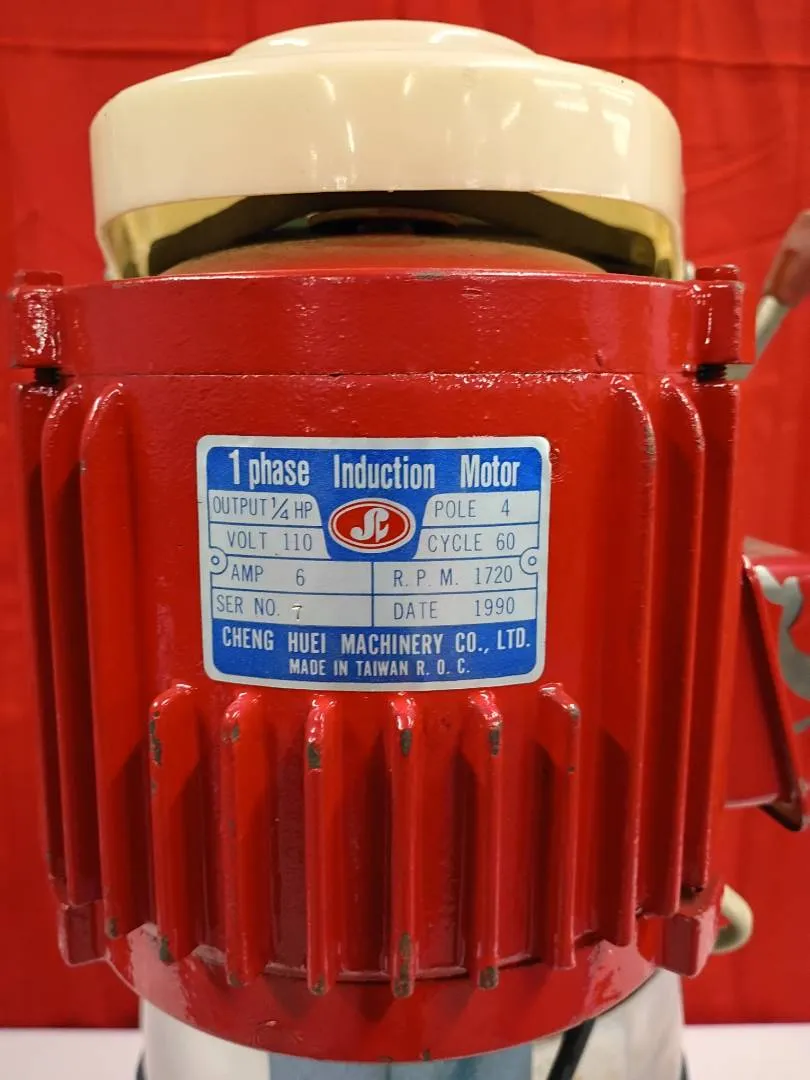 1 phase Induction Motor
OUTPUT 1/4 HP POLE 4
VOLT 110 CYCLE 60
AMP 6 R. P. M. 1720
SER NO. 7 DATE 1990
CHENG HUEI MACHINERY CO., LTD.
MADE IN TAIWAN R. O. C.